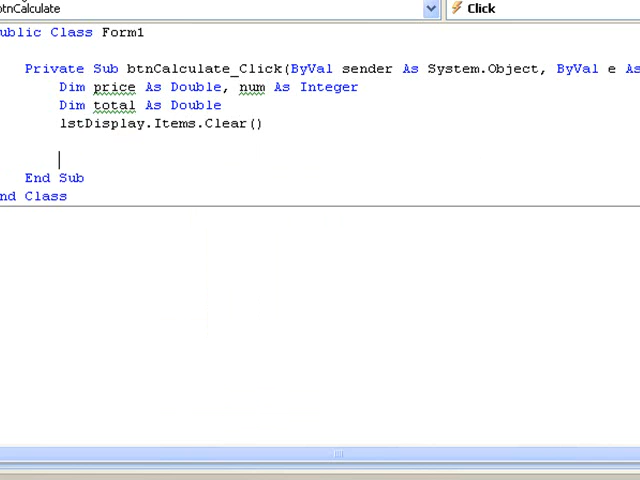 btnCalculate Click
ublic Class Form1
Private Sub btnCalculate_Click(ByVal sender As System.Object, ByVal e As
Dim price As Double, num As Integer
Dim total As Double
lstDisplay.Items.Clear()
End Sub
nd Class